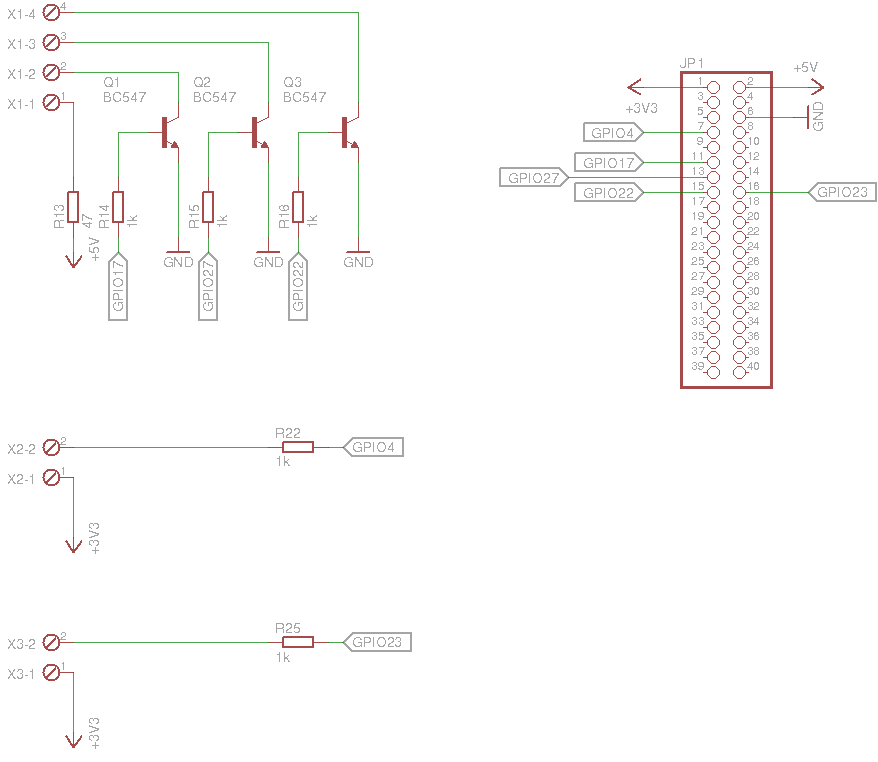 X1-4 4
X1-3 3
X1-2 2
X1-1 1
Q1
BC547
Q2
BC547
Q3
BC547
R13
47
R14
1k
R15
1k
R16
1k
+5V
GND
GND
GND
GPIO17
GPIO27
GPIO22
JP1
1 2
3 4
5 6
7 8
9 10
11 12
13 14
15 16
17 18
19 20
21 22
23 24
25 26
27 28
29 30
31 32
33 34
35 36
37 38
39 40
+3V3
+5V
GND
GPIO4
GPIO17
GPIO27
GPIO22
GPIO23
X2-2 2
X2-1 1
R22
1k
GPIO4
+3V3
X3-2 2
X3-1 1
R25
1k
GPIO23
+3V3